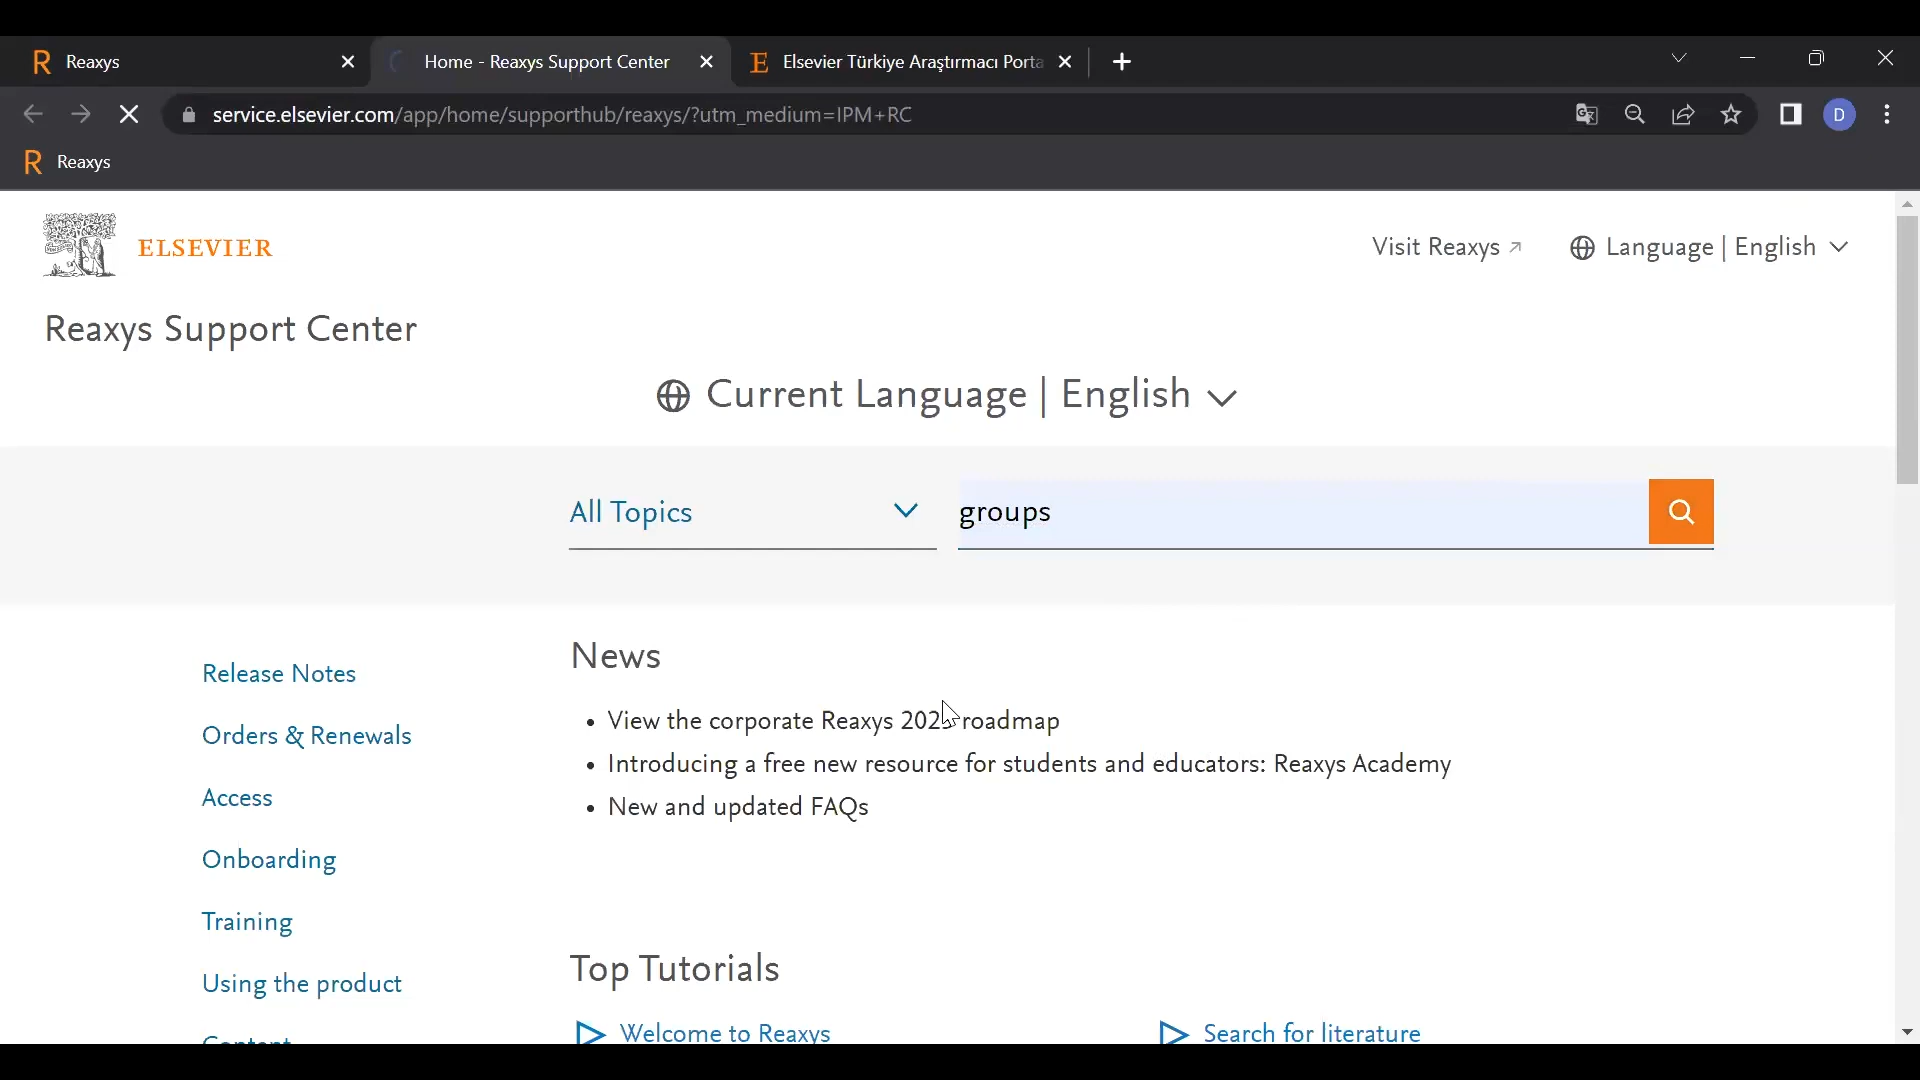 Reaxys
Home - Reaxys Support Center
Elsevier Türkiye Araştırmacı Porta
service.elsevier.com/app/home/supporthub/reaxys/?utm_medium=IPM+RC
D
Reaxys
ELSEVIER
Visit Reaxys
Language | English
Reaxys Support Center
Current Language | English
All Topics
groups
News
View the corporate Reaxys roadmap
Introducing a free new resource for students and educators: Reaxys Academy
New and updated FAQs
Release Notes
Orders & Renewals
Access
Onboarding
Training
Using the product
Content
Top Tutorials
Welcome to Reaxys
Search for literature